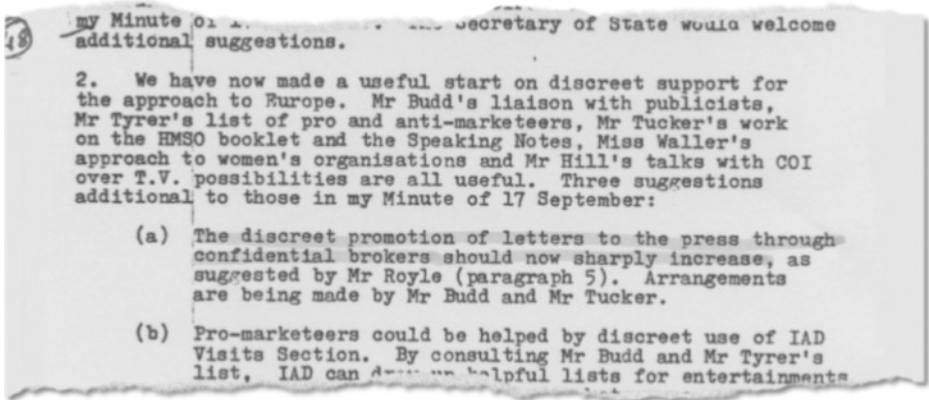 my Minute of Secretary of State would welcome
additional suggestions.
18
2. We have now made a useful start on discreet support for
the approach to Europe. Mr Budd's liaison with publicists,
Mr Tyrer's list of pro and anti-marketeers, Mr Tucker's work
on the HMSO booklet and the Speaking Notes, Miss Waller's
approach to women's organisations and Mr Hill's talks with COI
over T.V. possibilities are all useful. Three suggestions
additional to those in my Minute of 17 September:
(a) The discreet promotion of letters to the press through
confidential brokers should now sharply increase, as
suggested by Mr Royle (paragraph 5). Arrangements
are being made by Mr Budd and Mr Tucker.
(b) Pro-marketeers could be helped by discreet use of IAD
Visits Section. By consulting Mr Budd and Mr Tyrer's
list, IAD can draw up helpful lists for entertainments